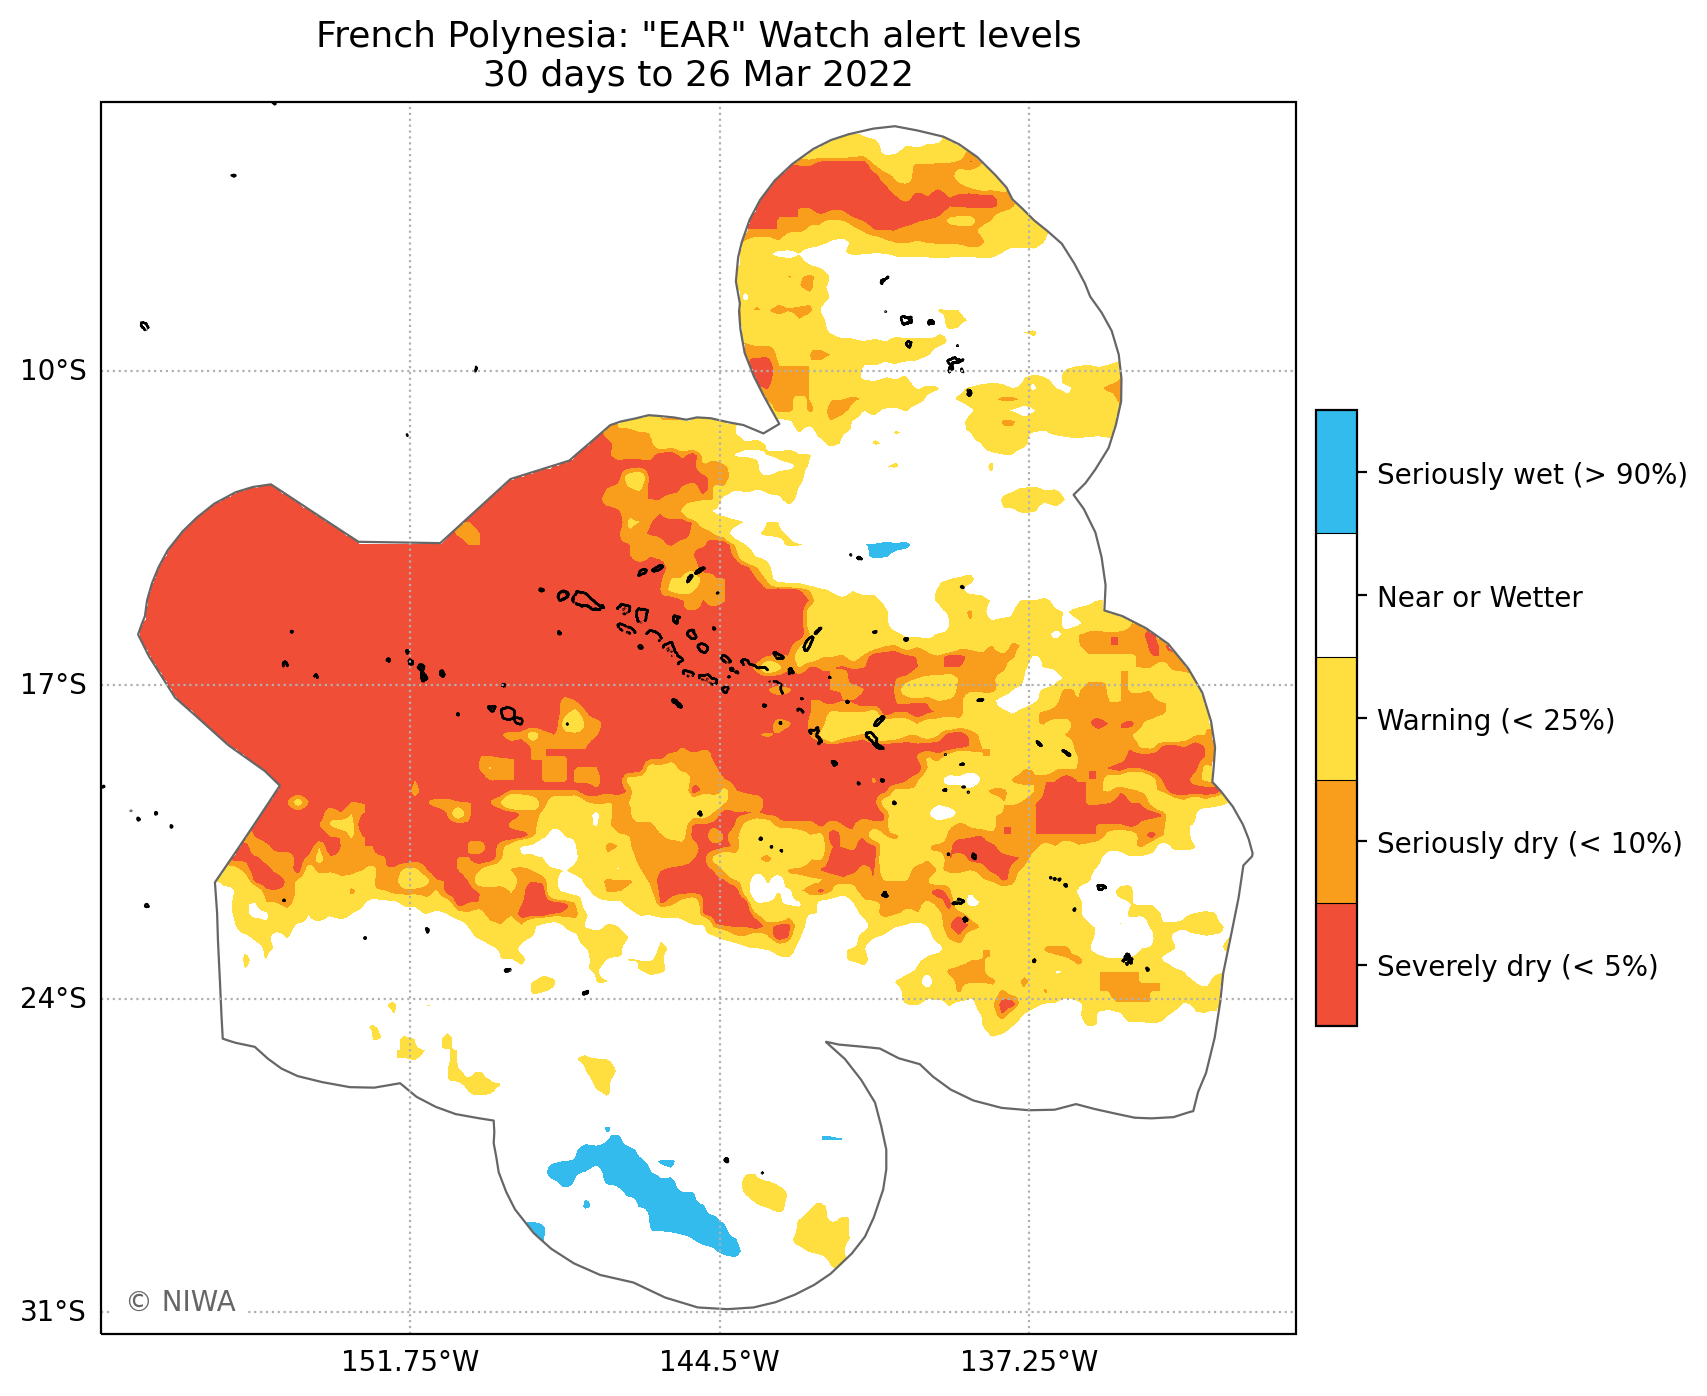 French Polynesia: "EAR" Watch alert levels
30 days to 26 Mar 2022
10°S
17°S
24°S
31°S
151.75°W
144.5°W
137.25°W
© NIWA
Seriously wet (> 90%)
Near or Wetter
Warning (< 25%)
Seriously dry (< 10%)
Severely dry (< 5%)